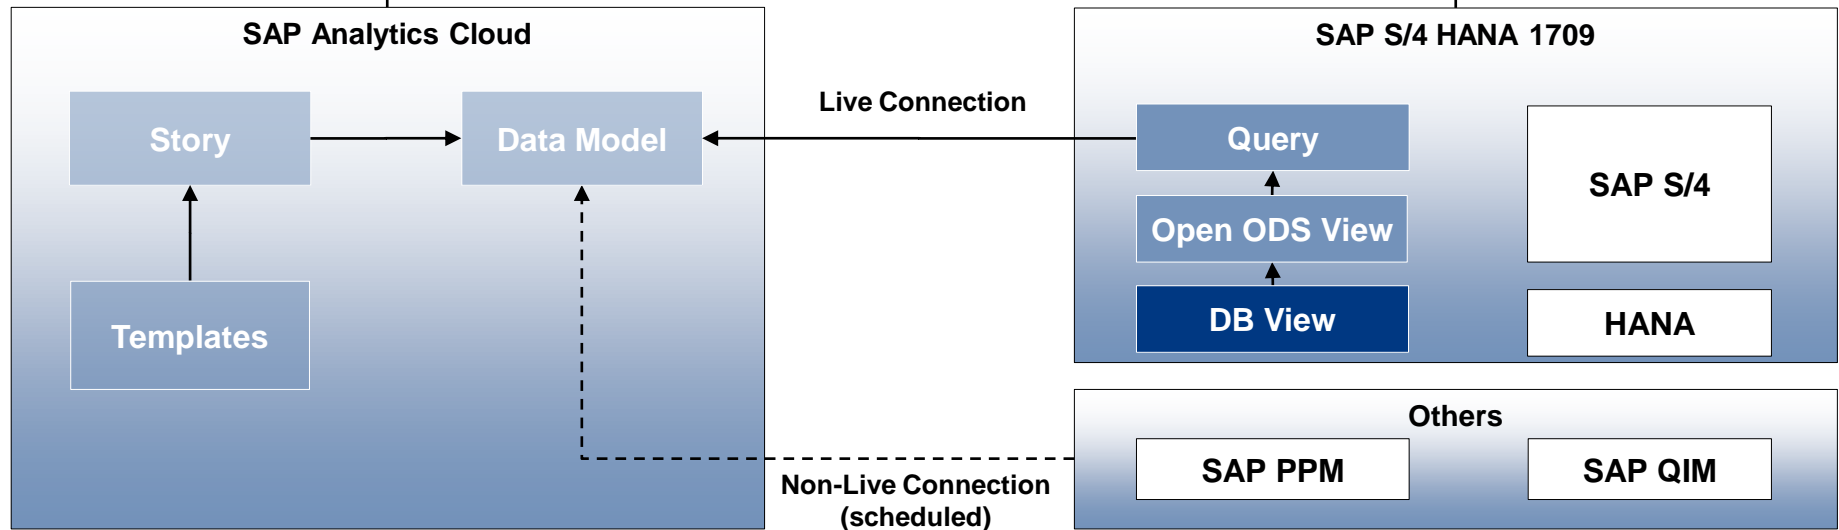 SAP Analytics Cloud
Story
Data Model
Templates
Live Connection
Non-Live Connection
(scheduled)
SAP S/4 HANA 1709
Query
Open ODS View
DB View
SAP S/4
HANA
Others
SAP PPM
SAP QIM